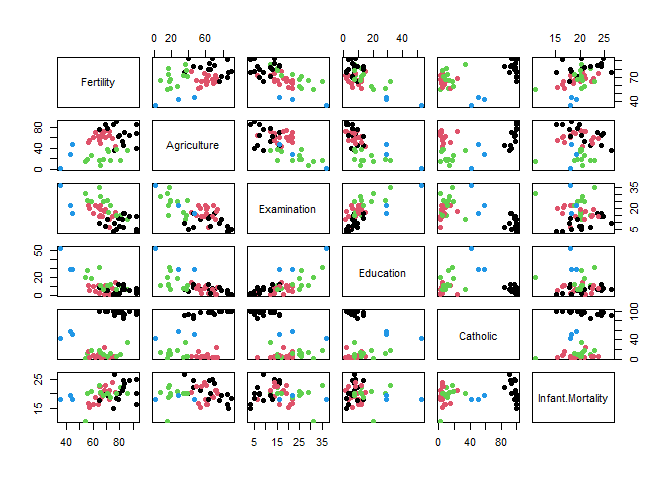 0 40 60
0 20 50
15 20 25
Fertility
40 70
0 40 80
Agriculture
Examination
5 20 35
0 20 50
Education
Catholic
0 40 100
15 25
Infant.Mortality
40 60 80
5 15 25 35
0 40 80